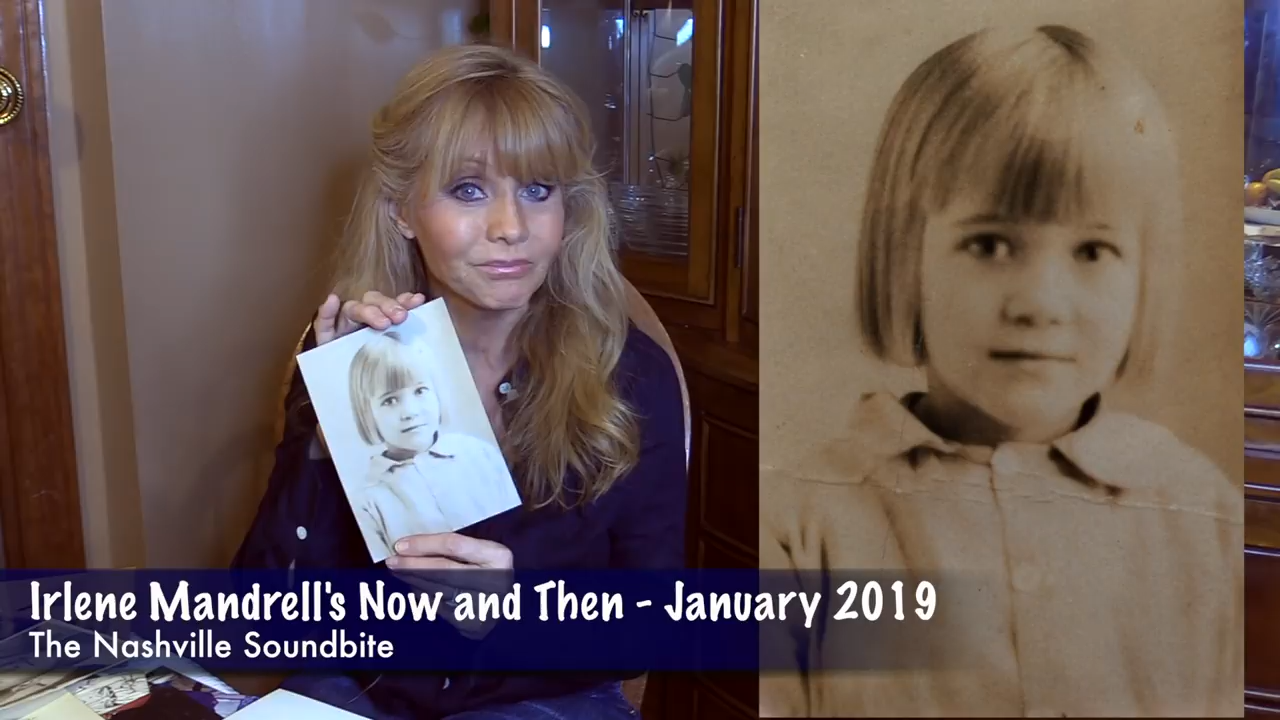 Irlene Mandrell's Now and Then - January 2019
The Nashville Soundbite